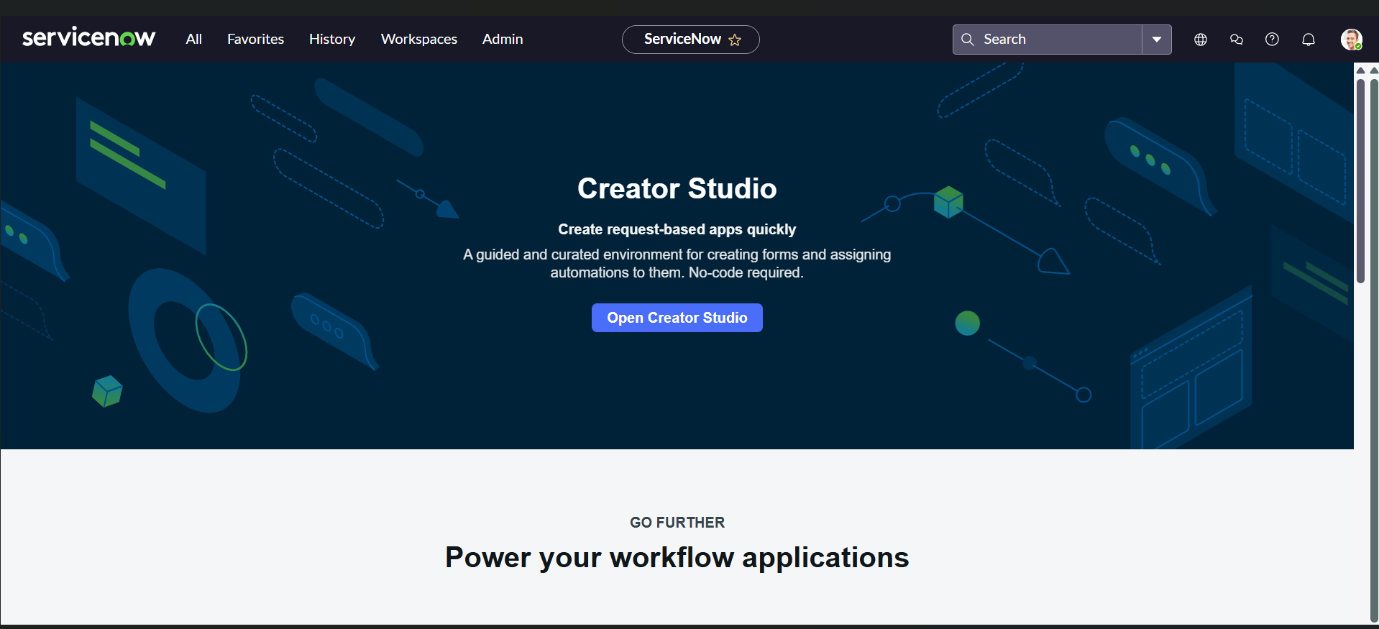 servicenow All Favorites History Workspaces Admin ServiceNow Search
Creator Studio
Create request-based apps quickly
A guided and curated environment for creating forms and assigning
automations to them. No-code required.
Open Creator Studio
GO FURTHER
Power your workflow applications